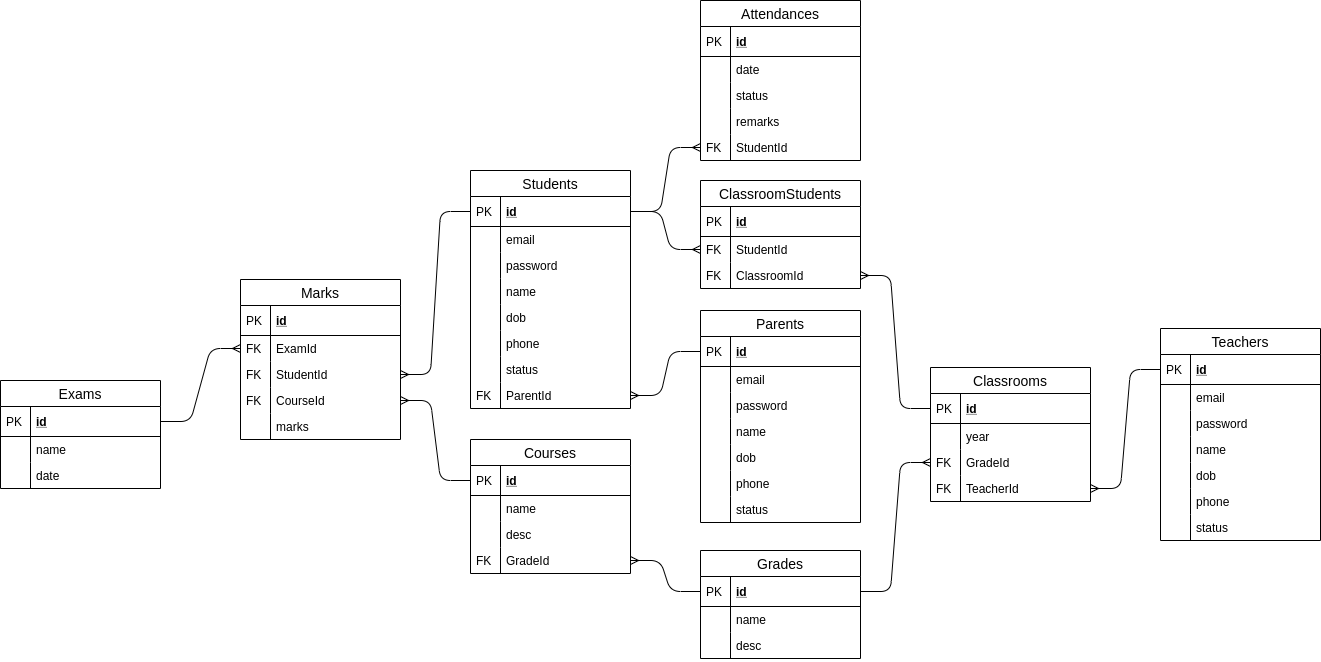 Attendances
PK id
date
status
remarks
FK StudentId
Students
PK id
email
password
name
dob
phone
status
FK ParentId
ClassroomStudents
PK id
FK StudentId
FK ClassroomId
Marks
PK id
FK ExamId
FK StudentId
FK CourseId
marks
Parents
PK id
email
password
name
dob
phone
status
Teachers
PK id
email
password
name
dob
phone
status
Classrooms
PK id
year
FK GradeId
FK TeacherId
Exams
PK id
name
date
Courses
PK id
name
desc
FK GradeId
Grades
PK id
name
desc